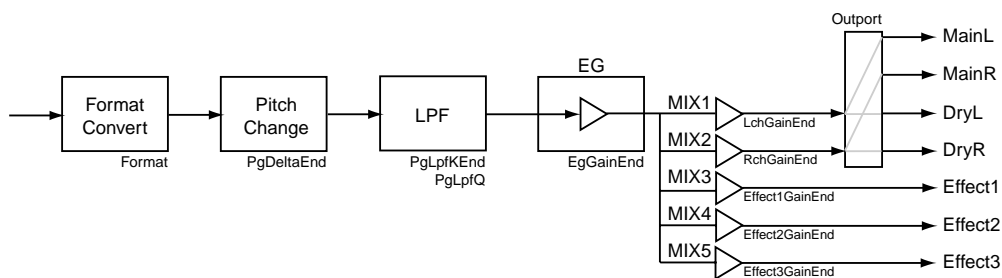 Outport
MainL
EG
MainR
MIX1
Format
Convert
Pitch
Change
LPF
LchGainEnd
DryL
MIX2
Format
PgDeltaEnd
PgLpfKEnd
PgLpfQ
EgGainEnd
RchGainEnd
DryR
MIX3
Effect1GainEnd
Effect1
MIX4
Effect2GainEnd
Effect2
MIX5
Effect3GainEnd
Effect3